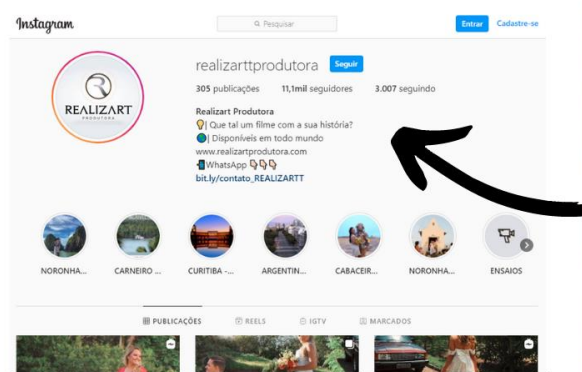 Instagram
Pesquisar
Entrar Cadastre-se
REALIZART
PRODUTORA
realizarttprodutora Seguir
305 publicações 11,1mil seguidores 3.007 seguindo
Realizart Produtora
💡| Que tal um filme com a sua história?
🌎| Disponíveis em todo mundo
www.realizartprodutora.com
📲WhatsApp 👇👇👇
bit.ly/contato_REALIZARTT
NORONHA... CARNEIRO ... CURITIBA -... ARGENTIN... CABACEIR... NORONHA... ENSAIOS
PUBLICAÇÕES REELS IGTV MARCADOS